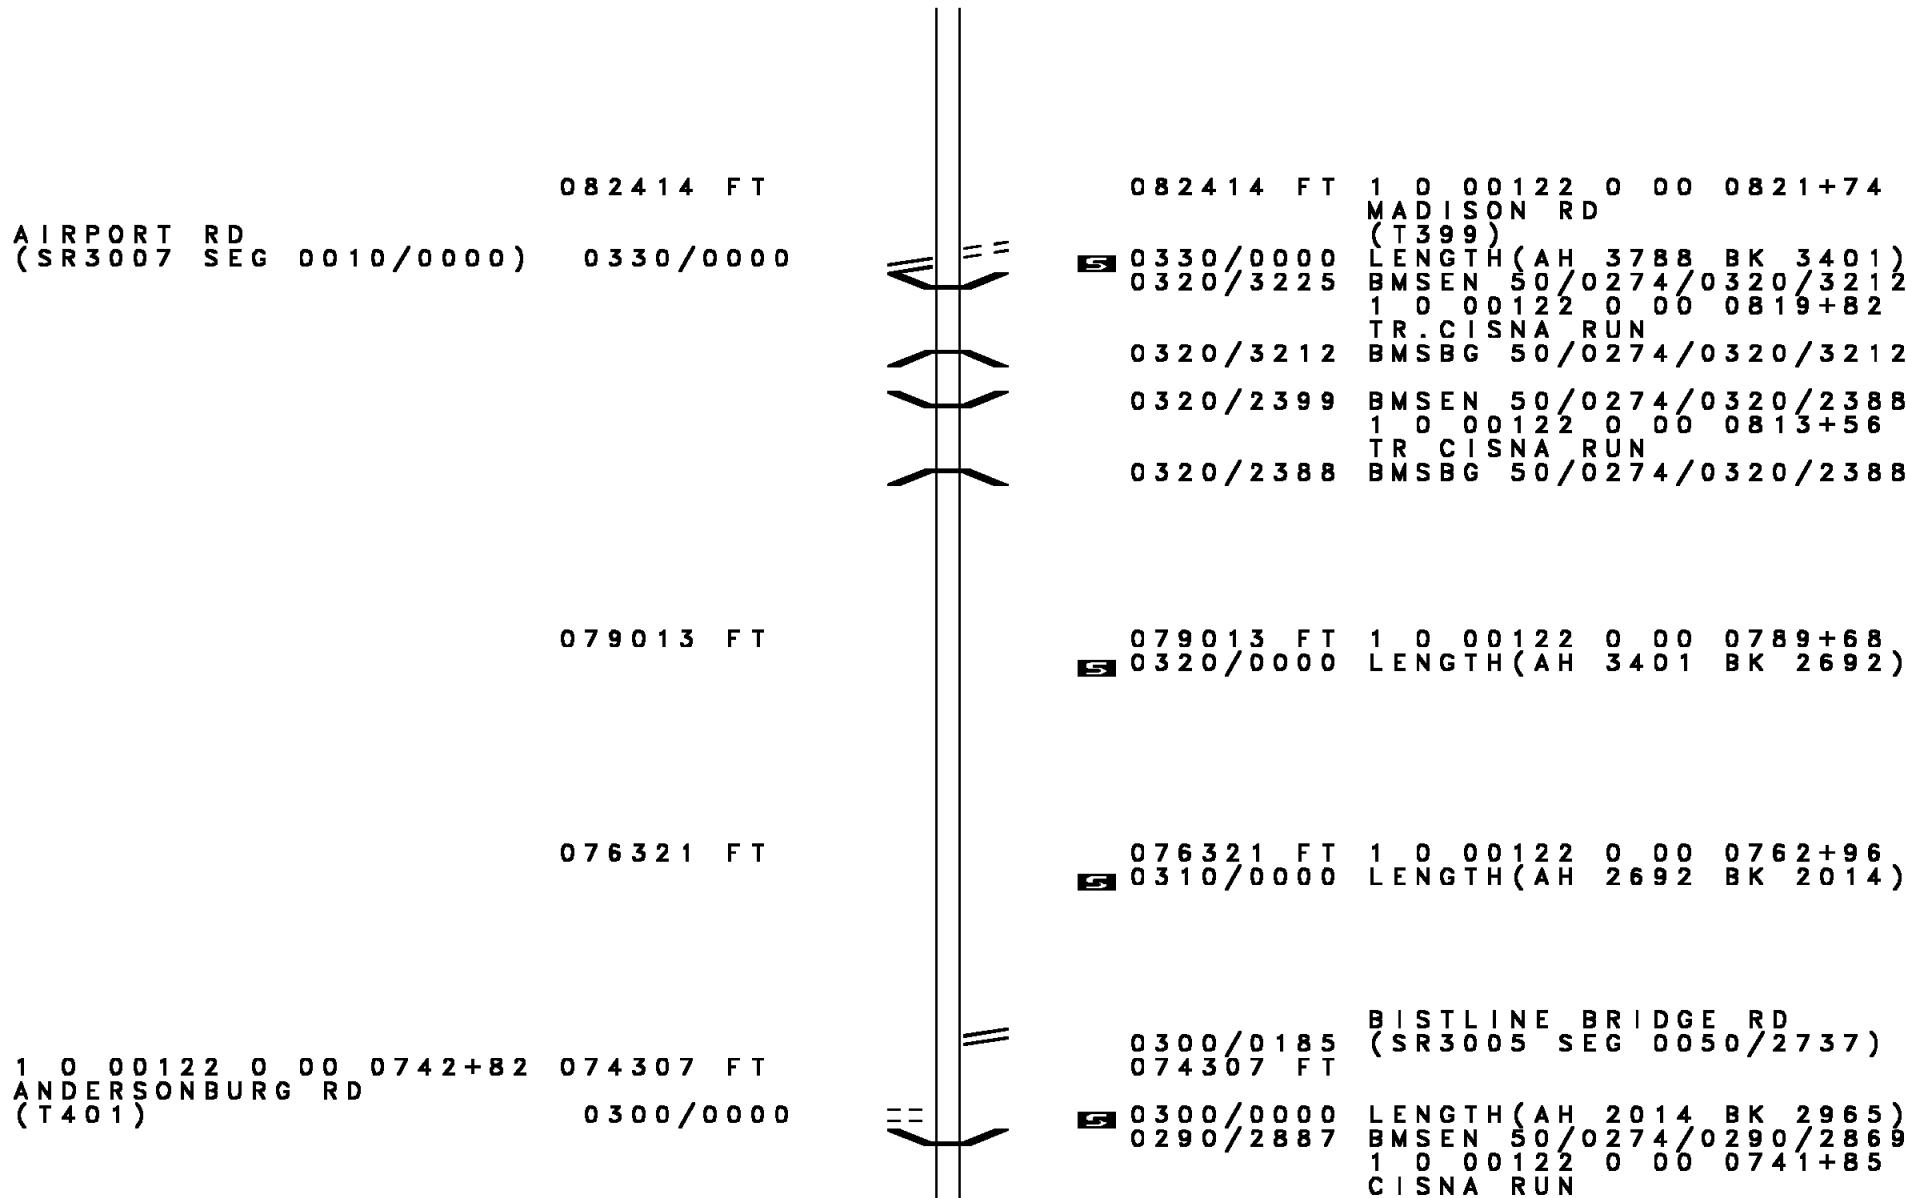 082414 FT 082414 FT 1 0 00122 0 00 0821+74
MADISON RD
AIRPORT RD (T399)
(SR3007 SEG 0010/0000) 0330/0000 S 0330/0000 LENGTH(AH 3788 BK 3401)
0320/3225 BMSEN 50/0274/0320/3212
1 0 00122 0 00 0819+82
TR.CISNA RUN
0320/3212 BMSBG 50/0274/0320/3212
0320/2399 BMSEN 50/0274/0320/2388
1 0 00122 0 00 0813+56
TR CISNA RUN
0320/2388 BMSBG 50/0274/0320/2388
079013 FT 079013 FT 1 0 00122 0 00 0789+68
S 0320/0000 LENGTH(AH 3401 BK 2692)
076321 FT 076321 FT 1 0 00122 0 00 0762+96
S 0310/0000 LENGTH(AH 2692 BK 2014)
BISTLINE BRIDGE RD
0300/0185 (SR3005 SEG 0050/2737)
1 0 00122 0 00 0742+82 074307 FT 074307 FT
ANDERSONBURG RD
(T401) 0300/0000 S 0300/0000 LENGTH(AH 2014 BK 2965)
0290/2887 BMSEN 50/0274/0290/2869
1 0 00122 0 00 0741+85
CISNA RUN